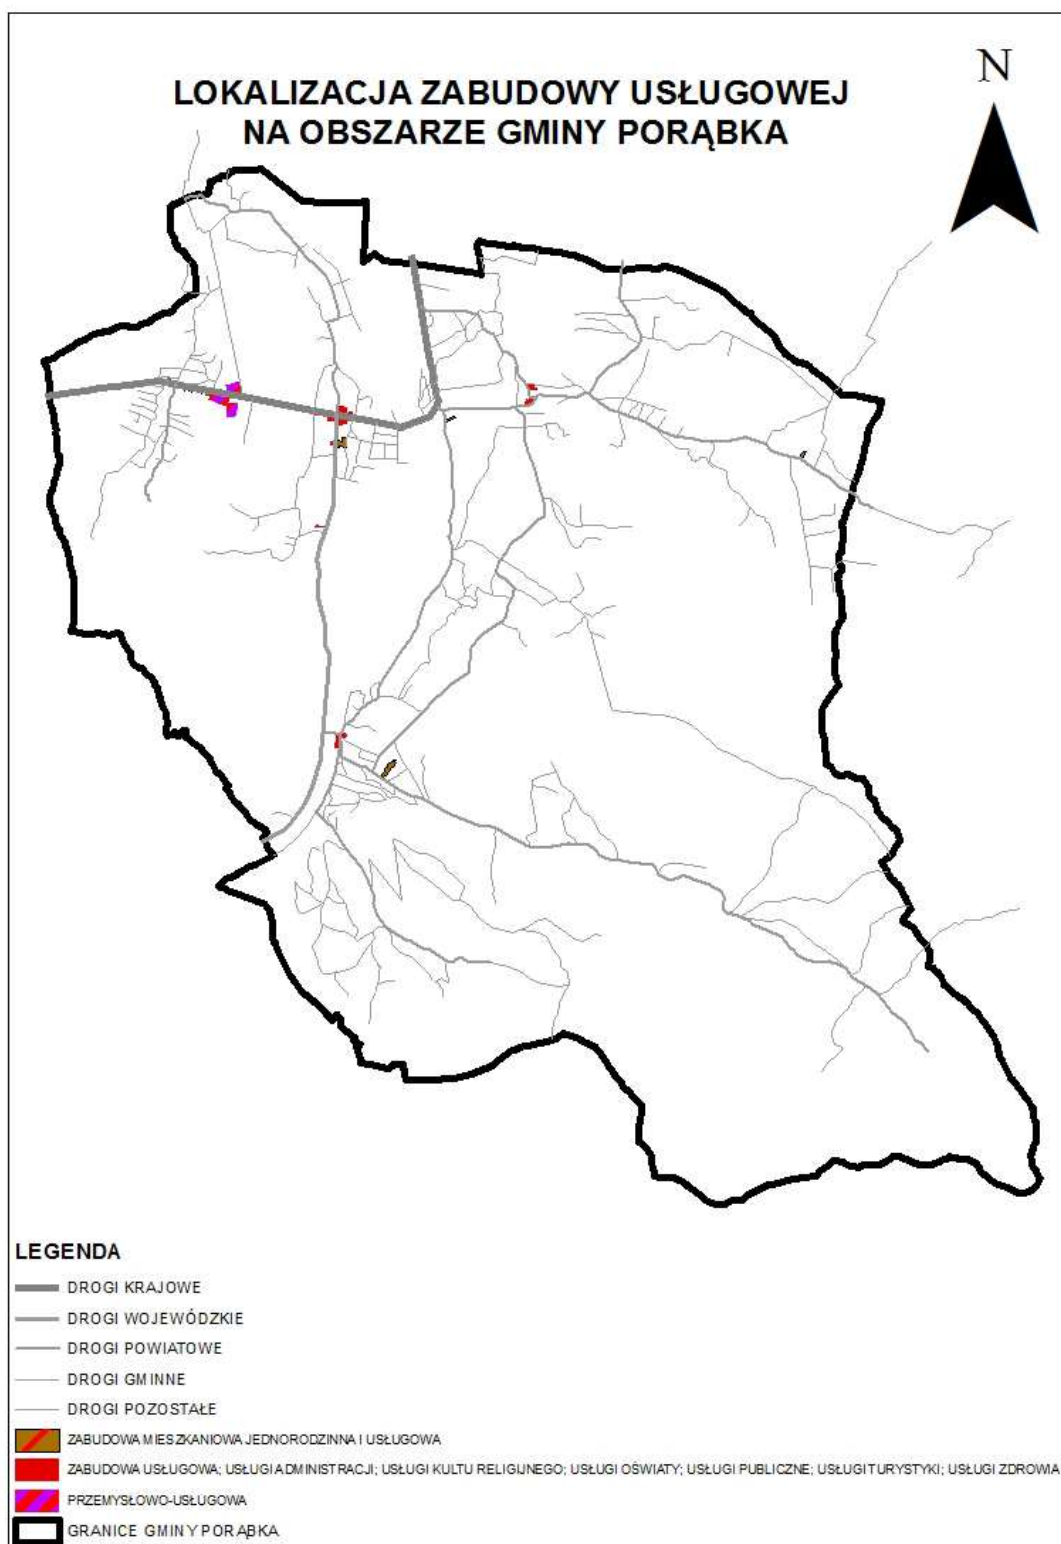 N
LOKALIZACJA ZABUDOWY USŁUGOWEJ
NA OBSZARZE GMINY PORĄBKA
LEGENDA
DROGI KRAJOWE
DROGI WOJEWÓDZKIE
DROGI POWIATOWE
DROGI GMINNE
DROGI POZOSTAŁE
ZABUDOWA MIESZKANIOWA JEDNORODZINNA I USŁUGOWA
ZABUDOWA USŁUGOWA; USŁUGI ADMINISTRACJI; USŁUGI KULTU RELIGIJNEGO; USŁUGI OŚWIATY; USŁUGI PUBLICZNE; USŁUGI TURYSTYKI; USŁUGI ZDROWIA
PRZEMYSŁOWO-USŁUGOWA
GRANICE GMINY PORĄBKA